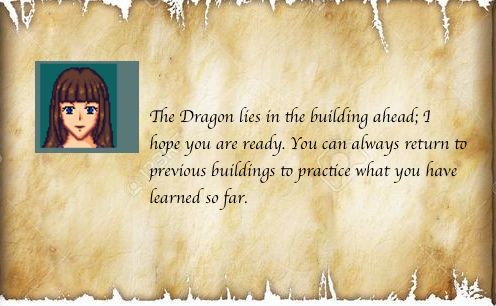 The Dragon lies in the building ahead; I
hope you are ready. You can always return to
previous buildings to practice what you have
learned so far.